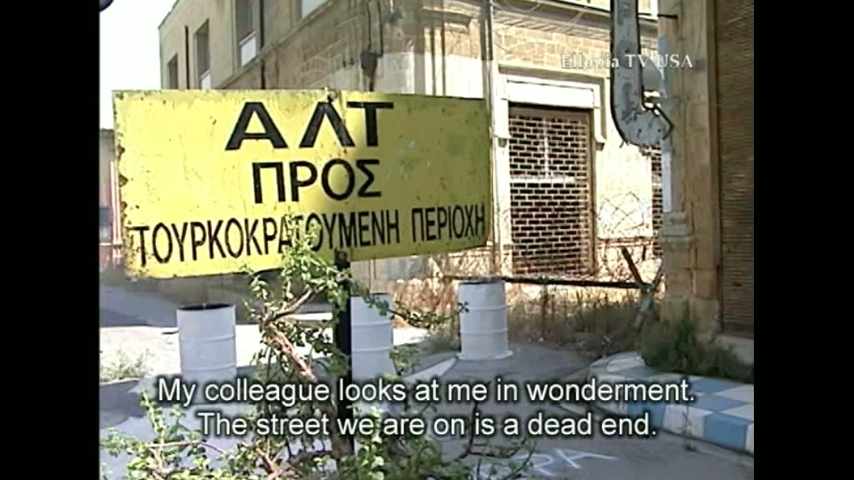 Ellopia TV USA
ΑΛΤ
ΠΡΟΣ
ΤΟΥΡΚΟΚΡΑΤΟΥΜΕΝΗ ΠΕΡΙΟΧΗ
My colleague looks at me in wonderment.
The street we are on is a dead end.